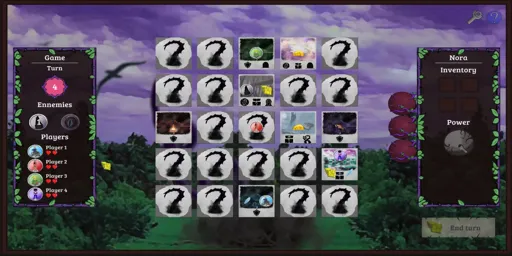 Game
Turn
4
Ennemies
Players
Player 1
Player 2
Player 3
Player 4
Nora
Inventory
Power
End turn